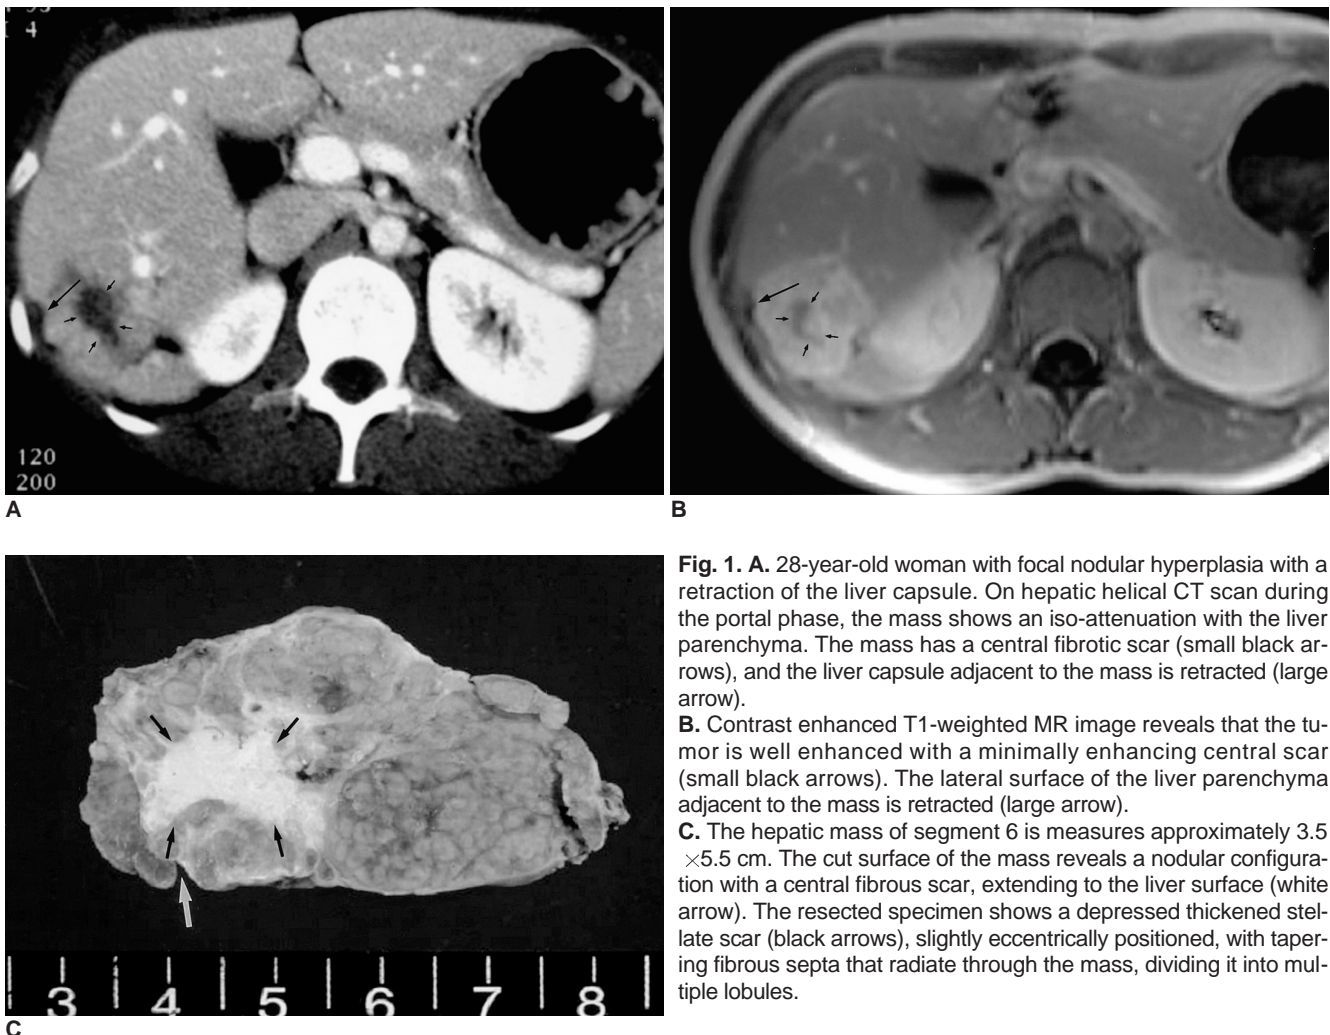 I 4
120
200
A
B
Fig. 1. A. 28-year-old woman with focal nodular hyperplasia with a
retraction of the liver capsule. On hepatic helical CT scan during
the portal phase, the mass shows an iso-attenuation with the liver
parenchyma. The mass has a central fibrotic scar (small black ar-
rows), and the liver capsule adjacent to the mass is retracted (large
arrow).
B. Contrast enhanced T1-weighted MR image reveals that the tu-
mor is well enhanced with a minimally enhancing central scar
(small black arrows). The lateral surface of the liver parenchyma
adjacent to the mass is retracted (large arrow).
C. The hepatic mass of segment 6 is measures approximately 3.5
×5.5 cm. The cut surface of the mass reveals a nodular configura-
tion with a central fibrous scar, extending to the liver surface (white
arrow). The resected specimen shows a depressed thickened stel-
late scar (black arrows), slightly eccentrically positioned, with taper-
ing fibrous septa that radiate through the mass, dividing it into mul-
tiple lobules.
3 4 5 6 7 8
C